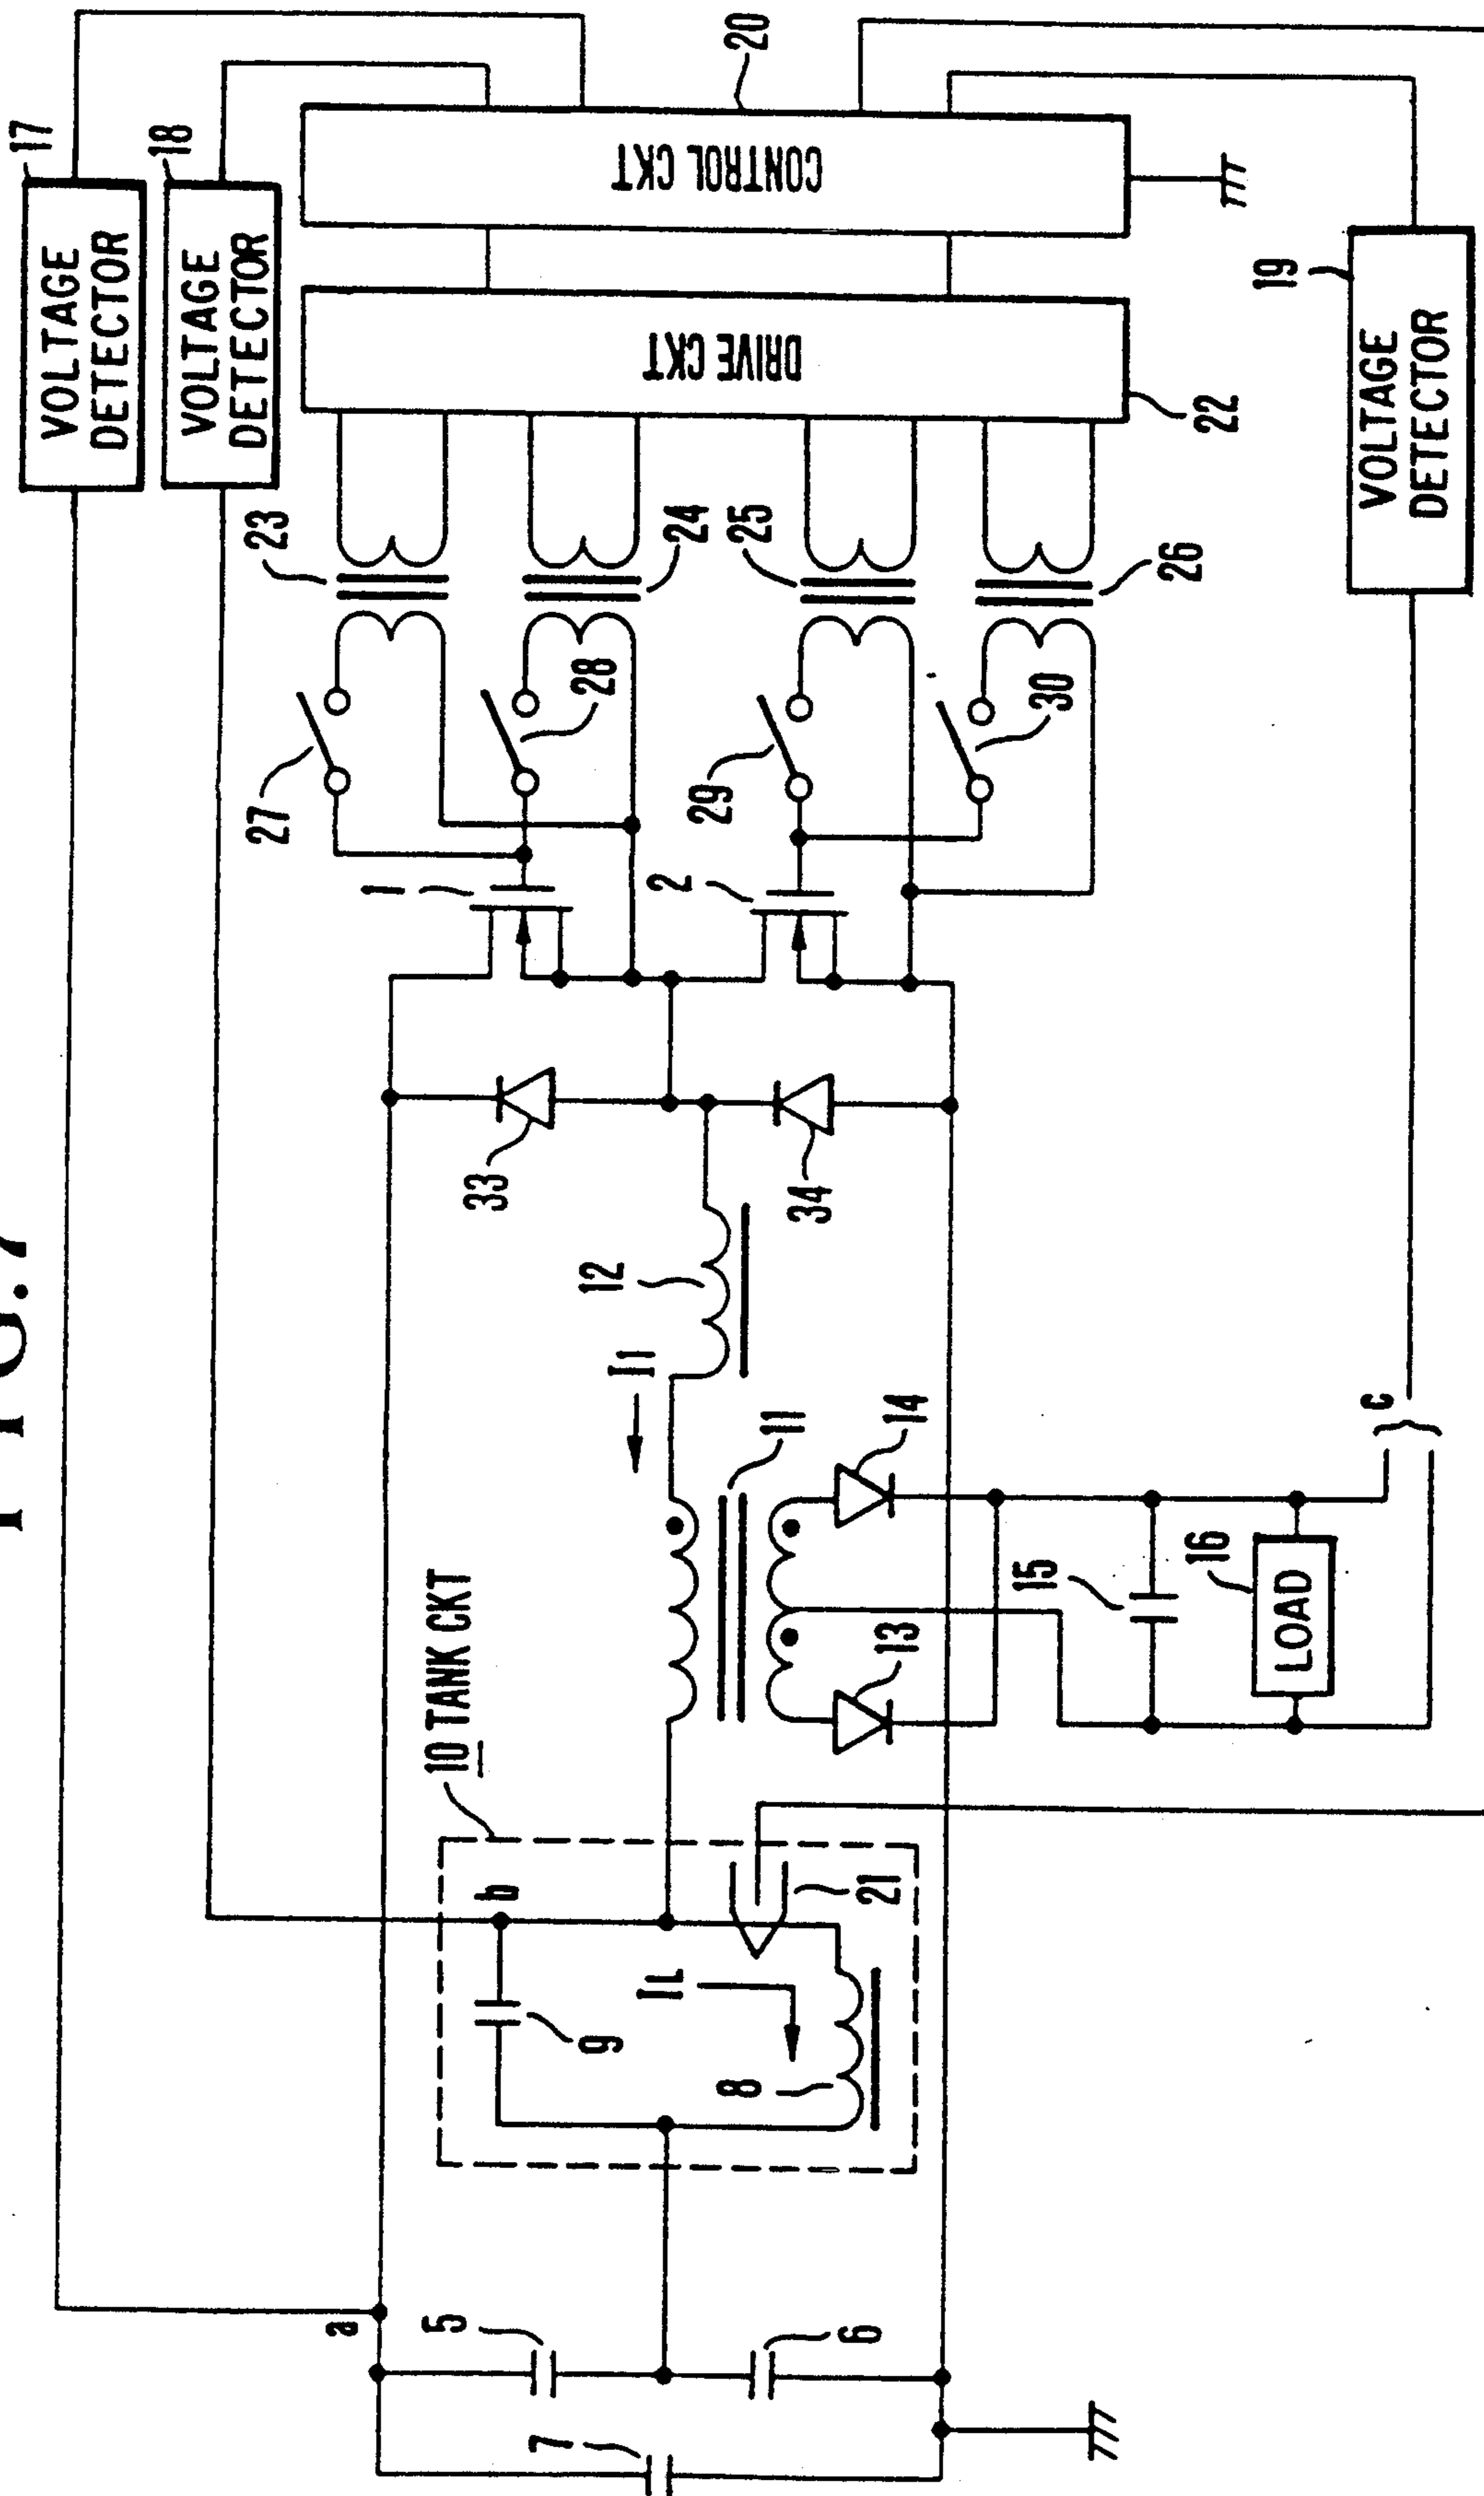 FIG.7
17
VOLTAGE
DETECTOR
18
VOLTAGE
DETECTOR
20
CONTROL CKT
DRIVE CKT
22
23
24
25
26
27
28
29
30
1
2
33
34
12
I1
11
14
13
15
16
LOAD
c
19
VOLTAGE
DETECTOR
10 TANK CKT
b
9
IL
8
21
a
5
6
7